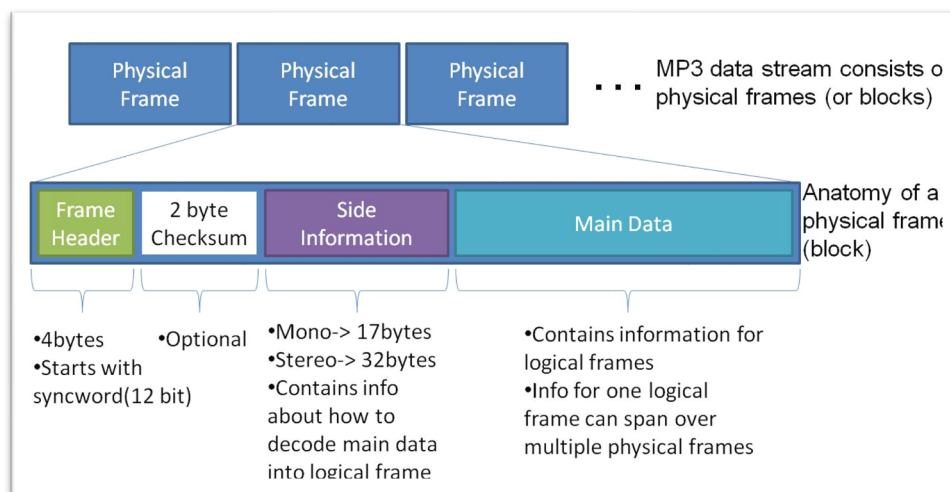 Physical
Frame
Physical
Frame
Physical
Frame
...
MP3 data stream consists o
physical frames (or blocks)
Frame
Header
2 byte
Checksum
Side
Information
Main Data
Anatomy of a
physical frame
(block)
•4bytes
•Starts with
syncword(12 bit)
•Optional
•Mono-> 17bytes
•Stereo-> 32bytes
•Contains info
about how to
decode main data
into logical frame
•Contains information for
logical frames
•Info for one logical
frame can span over
multiple physical frames